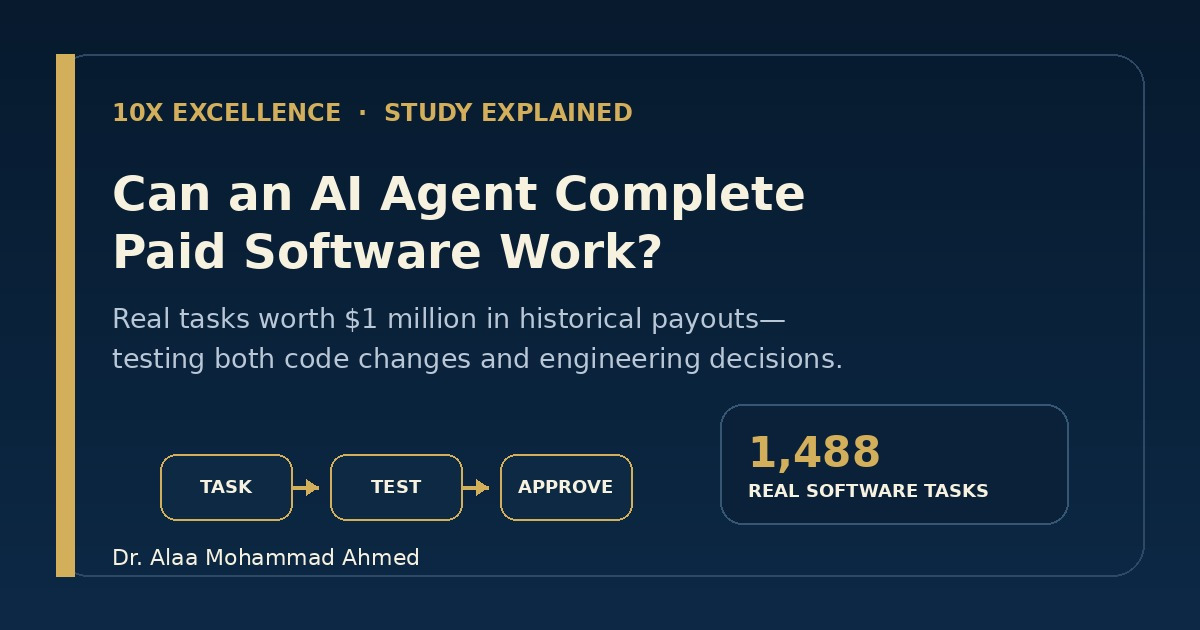 10X EXCELLENCE · STUDY EXPLAINED
Can an AI Agent Complete
Paid Software Work?
Real tasks worth $1 million in historical payouts—
testing both code changes and engineering decisions.
TASK
TEST
APPROVE
1,488
REAL SOFTWARE TASKS
Dr. Alaa Mohammad Ahmed